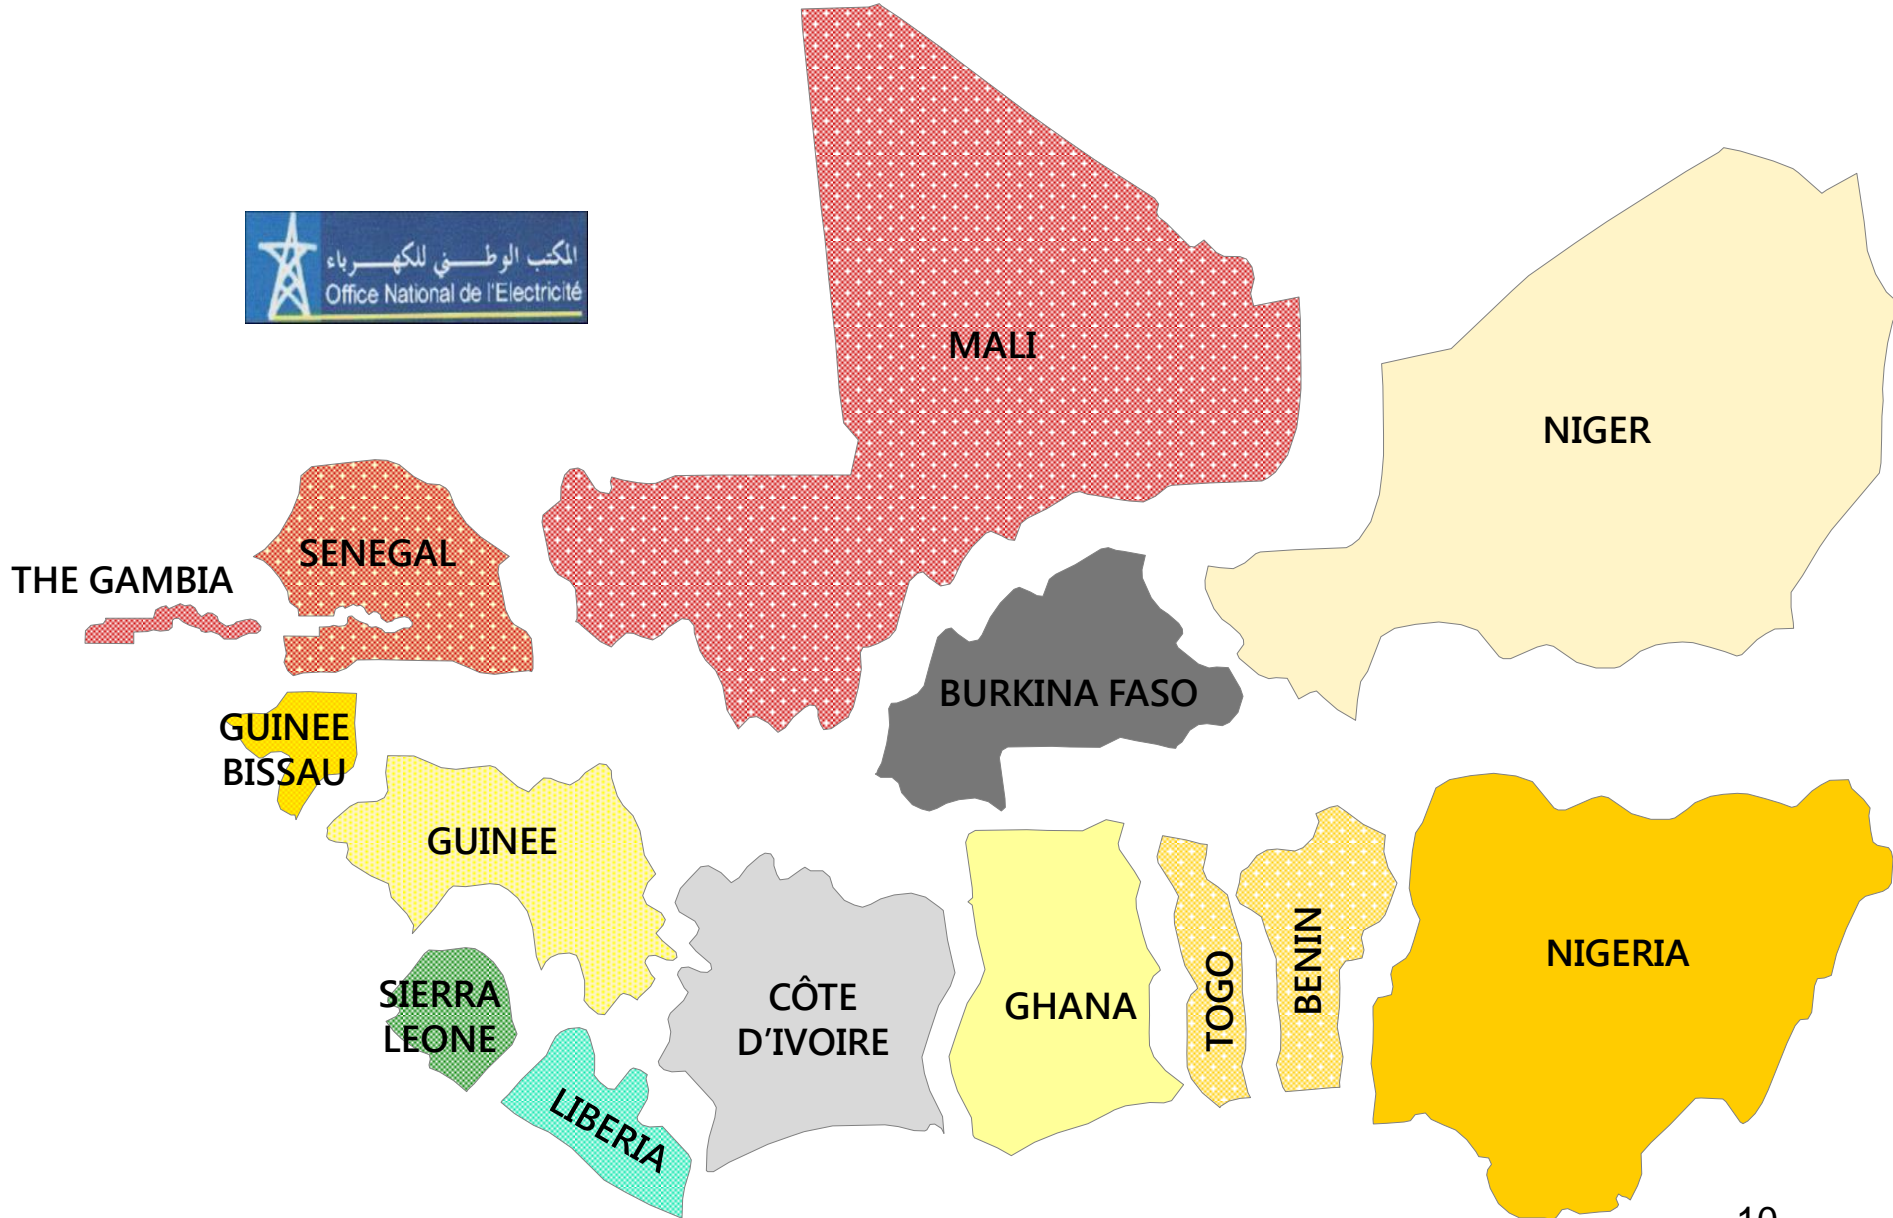 المكتب الوطني للكهرباء
Office National de l'Electricité
MALI
NIGER
SENEGAL
THE GAMBIA
BURKINA FASO
GUINEE
BISSAU
GUINEE
SIERRA
LEONE
LIBERIA
CÔTE
D’IVOIRE
GHANA
TOGO
BENIN
NIGERIA
10